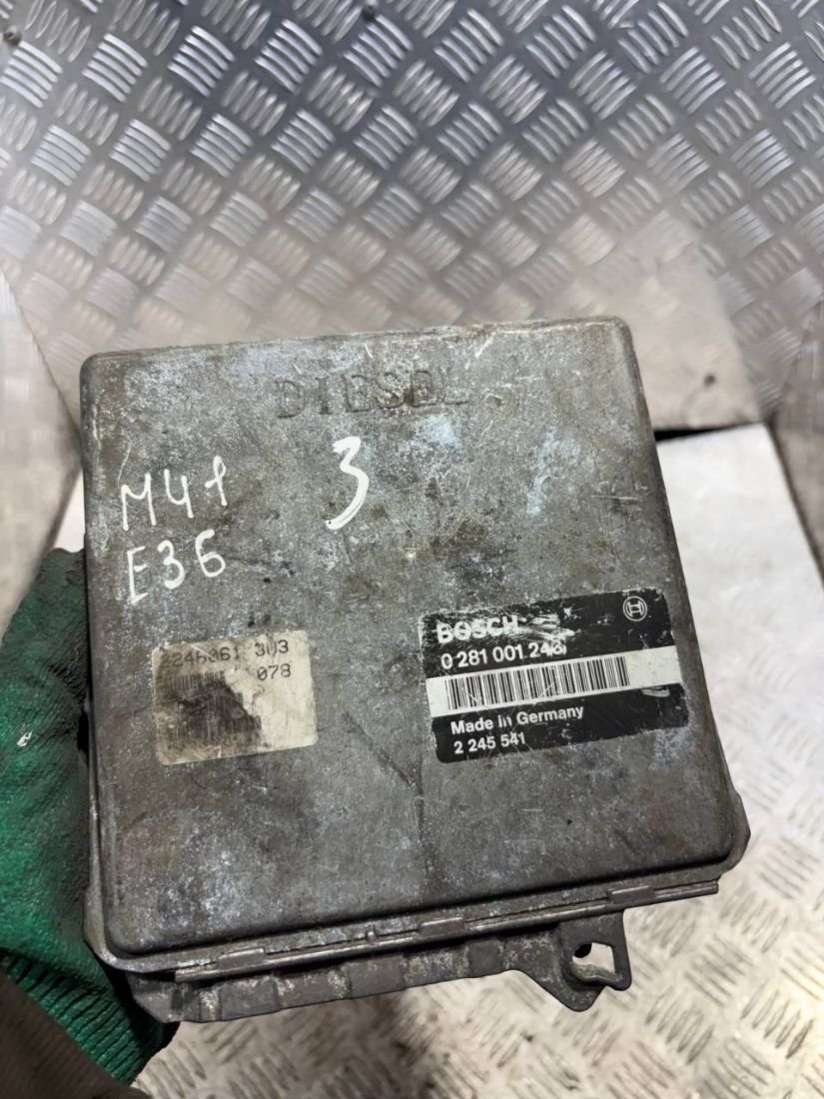 DIESEL
3
M41
E36
078
BOSCH
0 281 001 243
Made in Germany
2 245 541